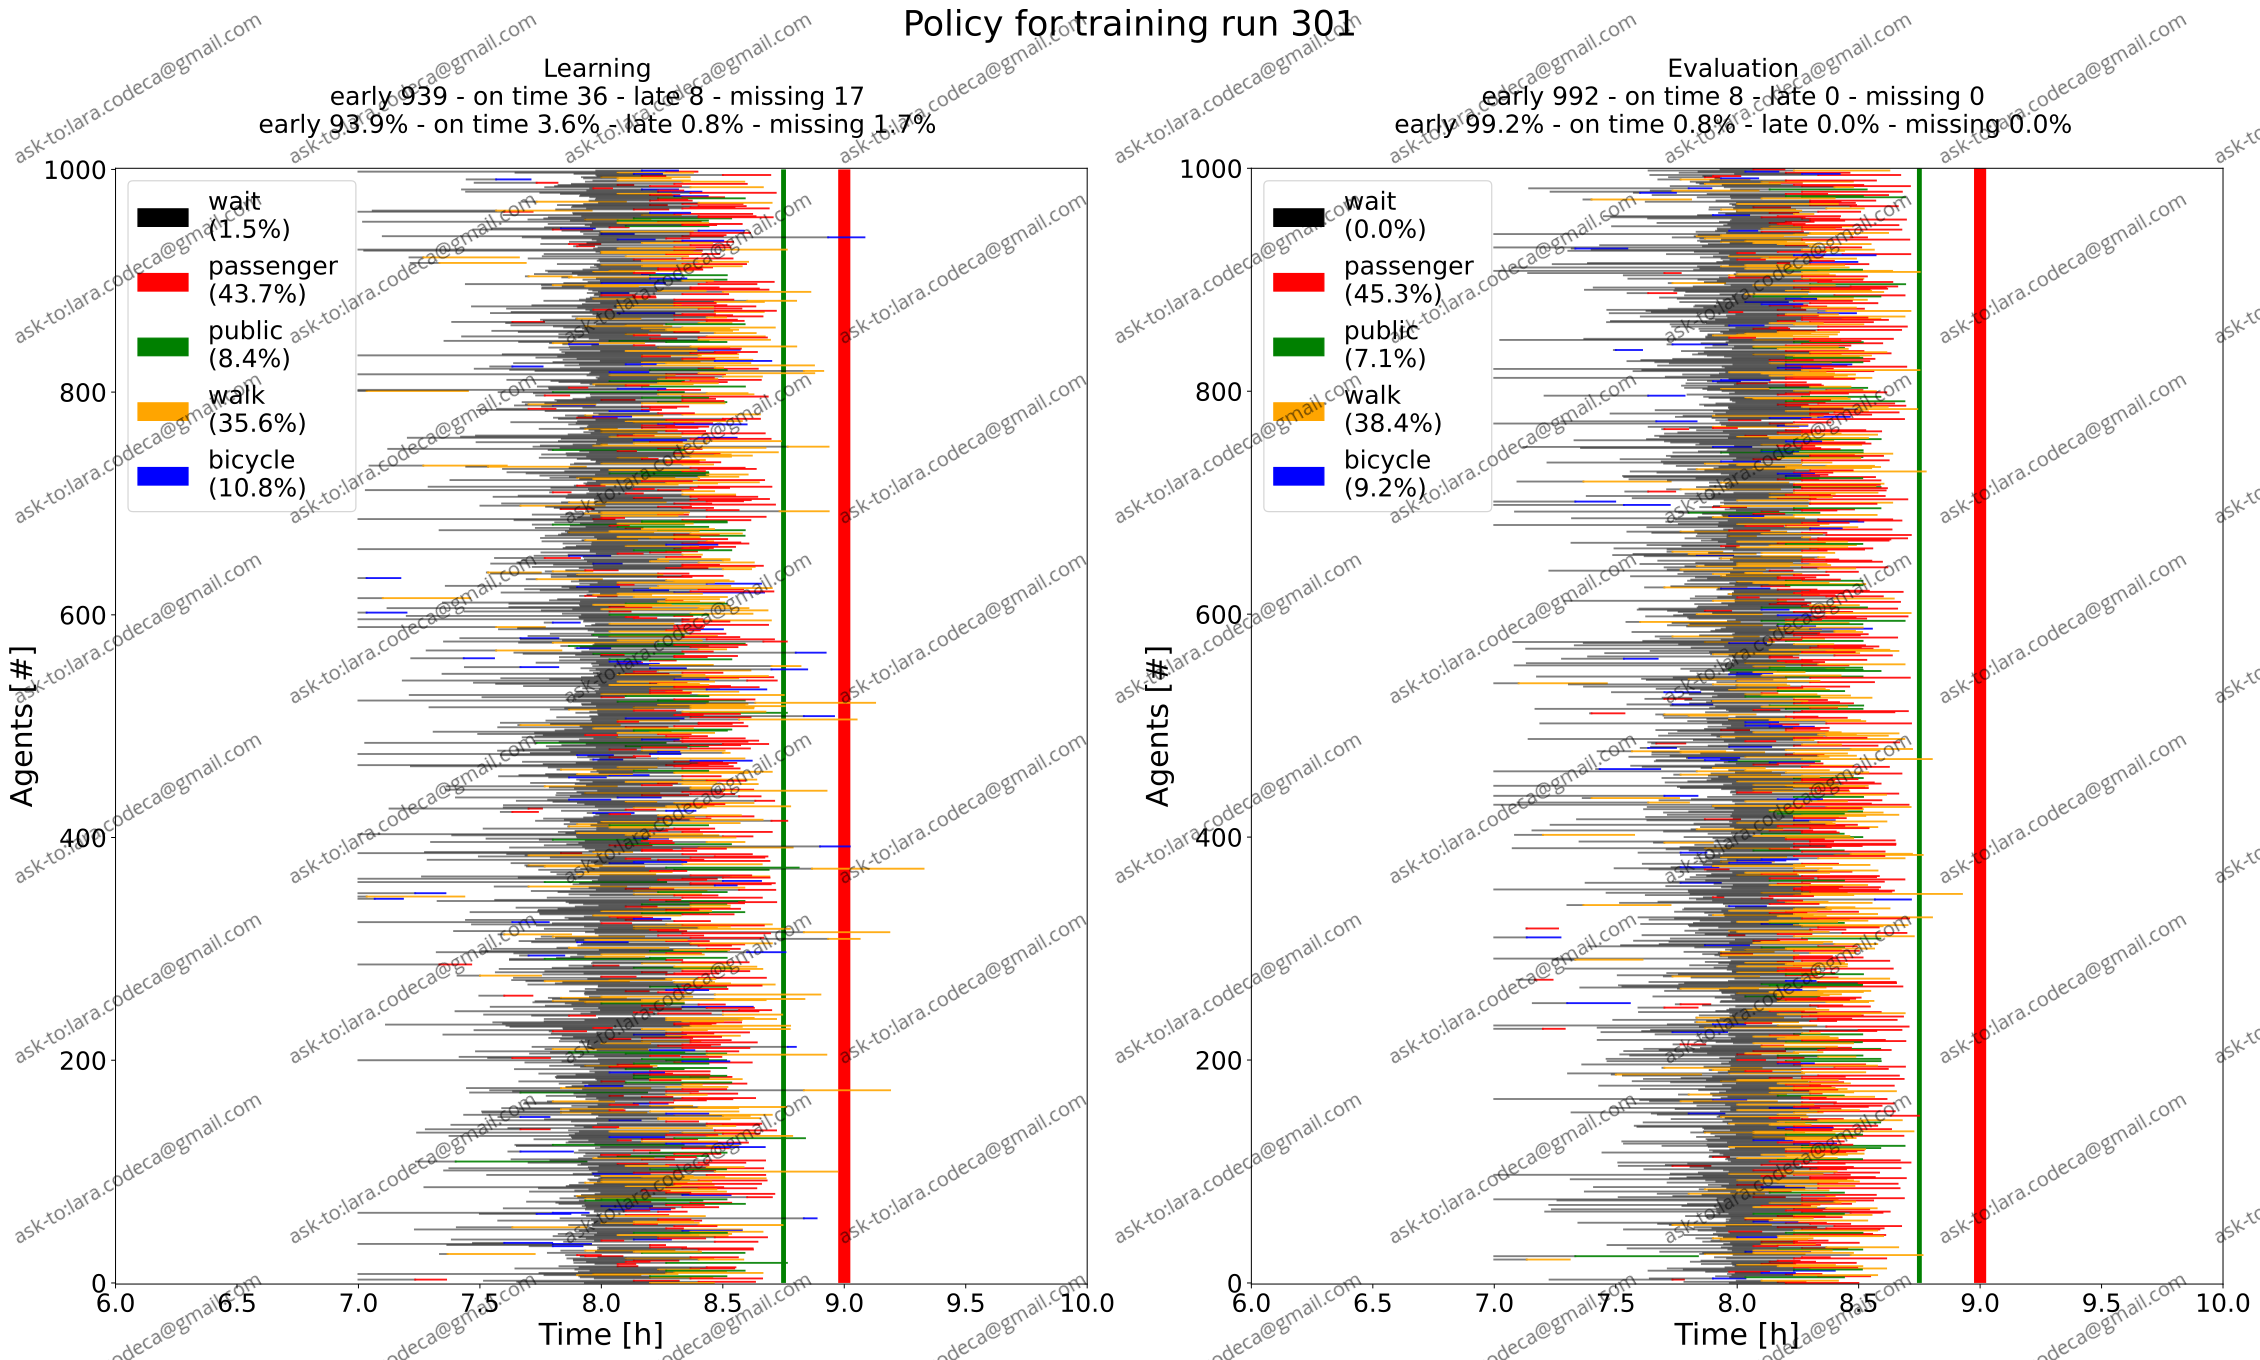 Policy for training run 301
Learning
early 939 - on time 36 - late 8 - missing 17
early 93.9% - on time 3.6% - late 0.8% - missing 1.7%
1000
800
600
400
200
0
Agents [#]
wait
(1.5%)
passenger
(43.7%)
public
(8.4%)
walk
(35.6%)
bicycle
(10.8%)
6.0 6.5 7.0 7.5 8.0 8.5 9.0 9.5 10.0
Time [h]
Evaluation
early 992 - on time 8 - late 0 - missing 0
early 99.2% - on time 0.8% - late 0.0% - missing 0.0%
1000
800
600
400
200
0
Agents [#]
wait
(0.0%)
passenger
(45.3%)
public
(7.1%)
walk
(38.4%)
bicycle
(9.2%)
6.0 6.5 7.0 7.5 8.0 8.5 9.0 9.5 10.0
Time [h]
ask-to:lara.codeca@gmail.com